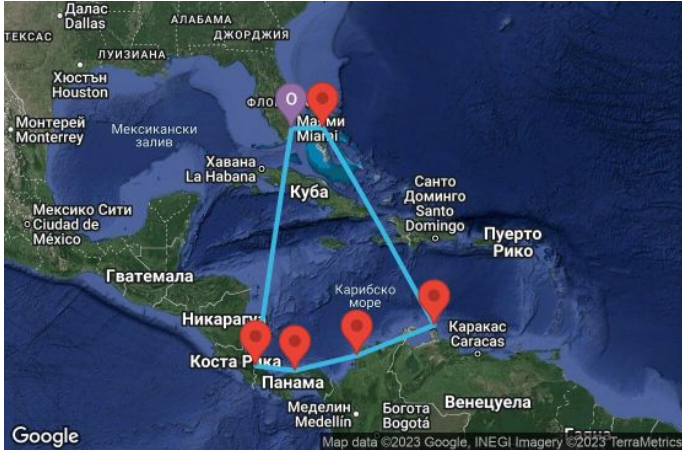 Далас
Dallas
АЛАБАМА
ТЕКСАС
ДЖОРДЖИЯ
ЛУИЗИАНА
Хюстън
Houston
O
Монтерей
Monterrey
Мексикански
залив
Маями
Miami
Хавана
La Habana
Куба
Санто
Доминго
Santo
Domingo
Мексико Сити
Ciudad de
México
Пуерто
Рико
Гватемала
Карибско
море
Никарагуа
Каракас
Caracas
Коста Рика
Панама
Меделин
Medellín
Богота
Bogotá
Венецуела
Google
Map data ©2023 Google, INEGI Imagery ©2023 TerraMetrics